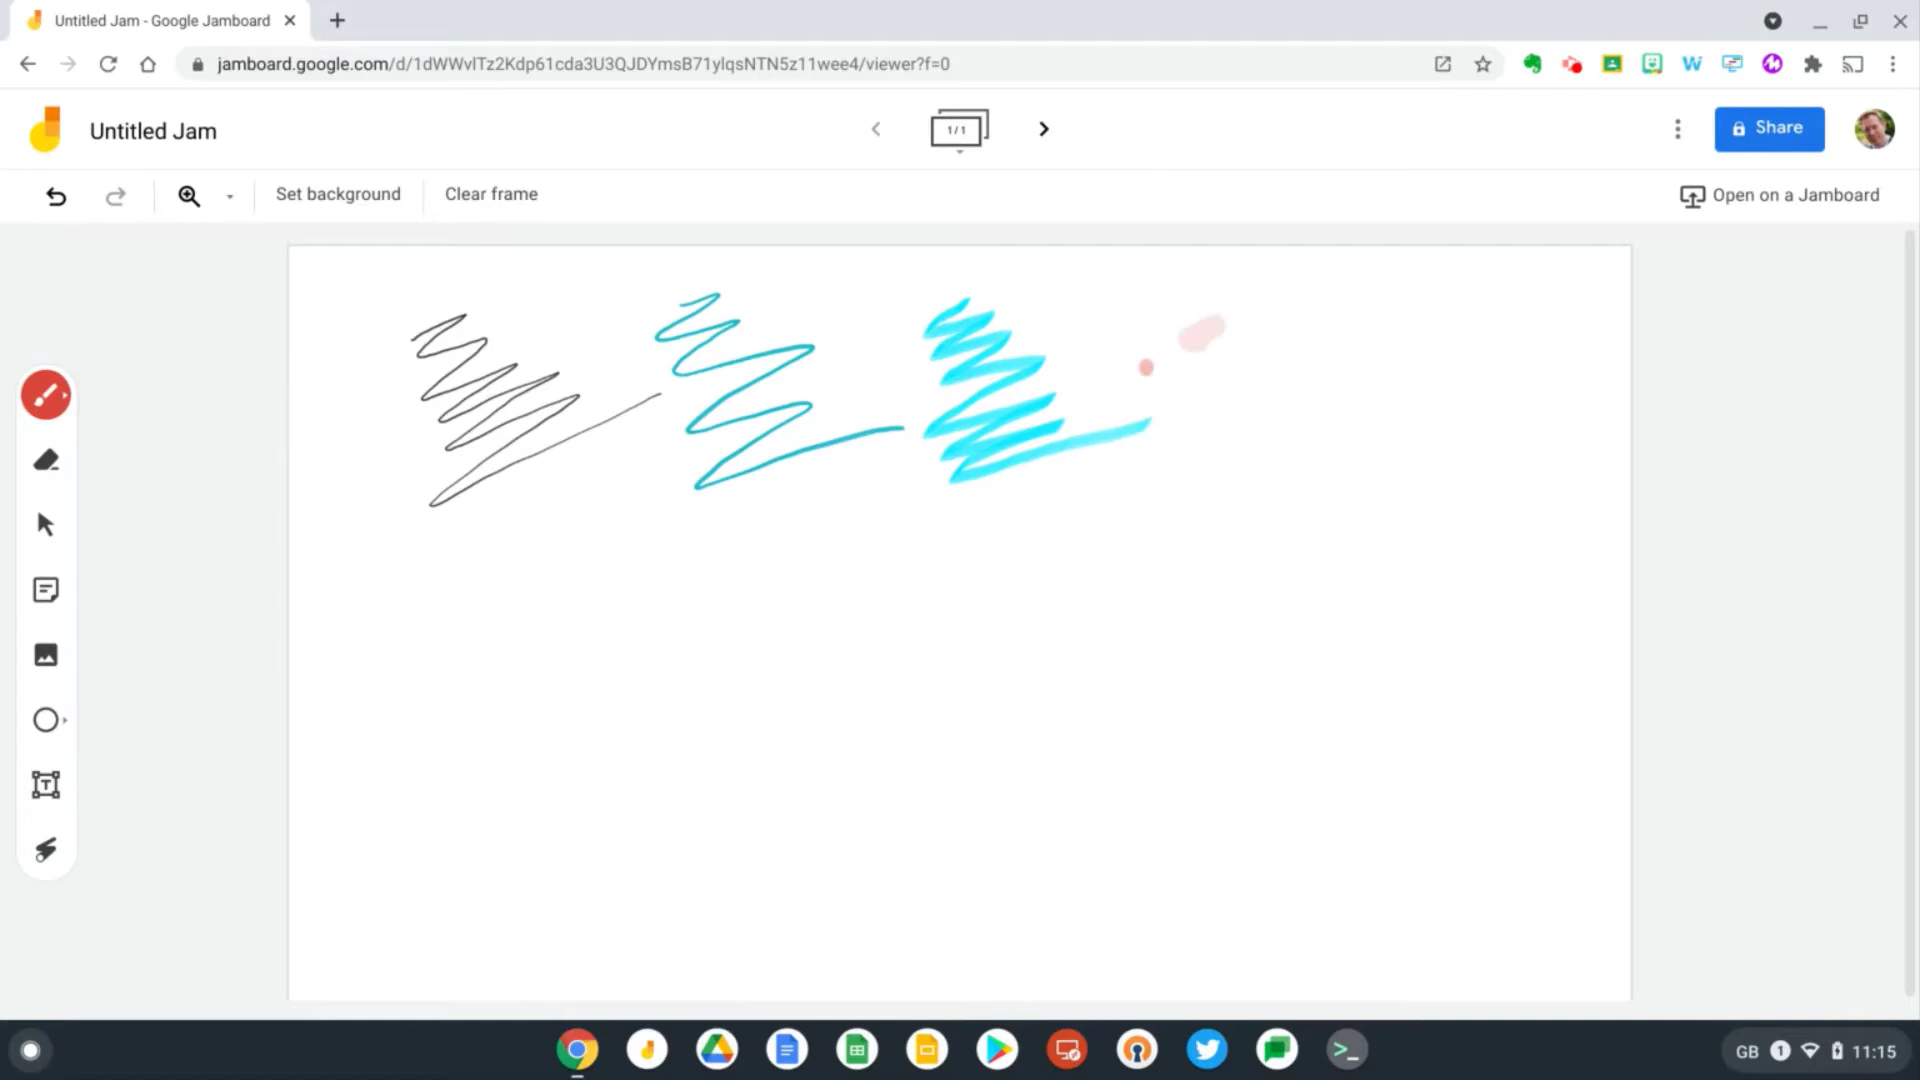 Untitled Jam - Google Jamboard
jamboard.google.com/d/1dWWvlTz2Kdp61cda3U3QJDYmsB71ylqsNTN5z11wee4/viewer?f=0
Untitled Jam
1/1
Share
Set background
Clear frame
Open on a Jamboard
GB 1 11:15